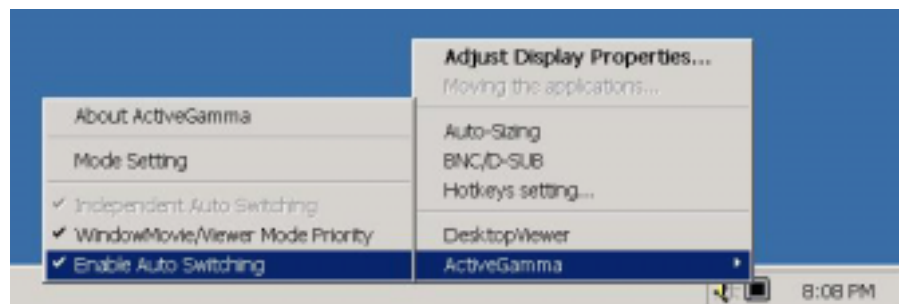 Adjust Display Properties...
Moving the applications...
Auto-Sizing
BNC/D-SUB
Hotkeys setting...
DesktopViewer
ActiveGamma
About ActiveGamma
Mode Setting
Independent Auto Switching
WindowMovie/Viewer Mode Priority
Enable Auto Switching
8:08 PM